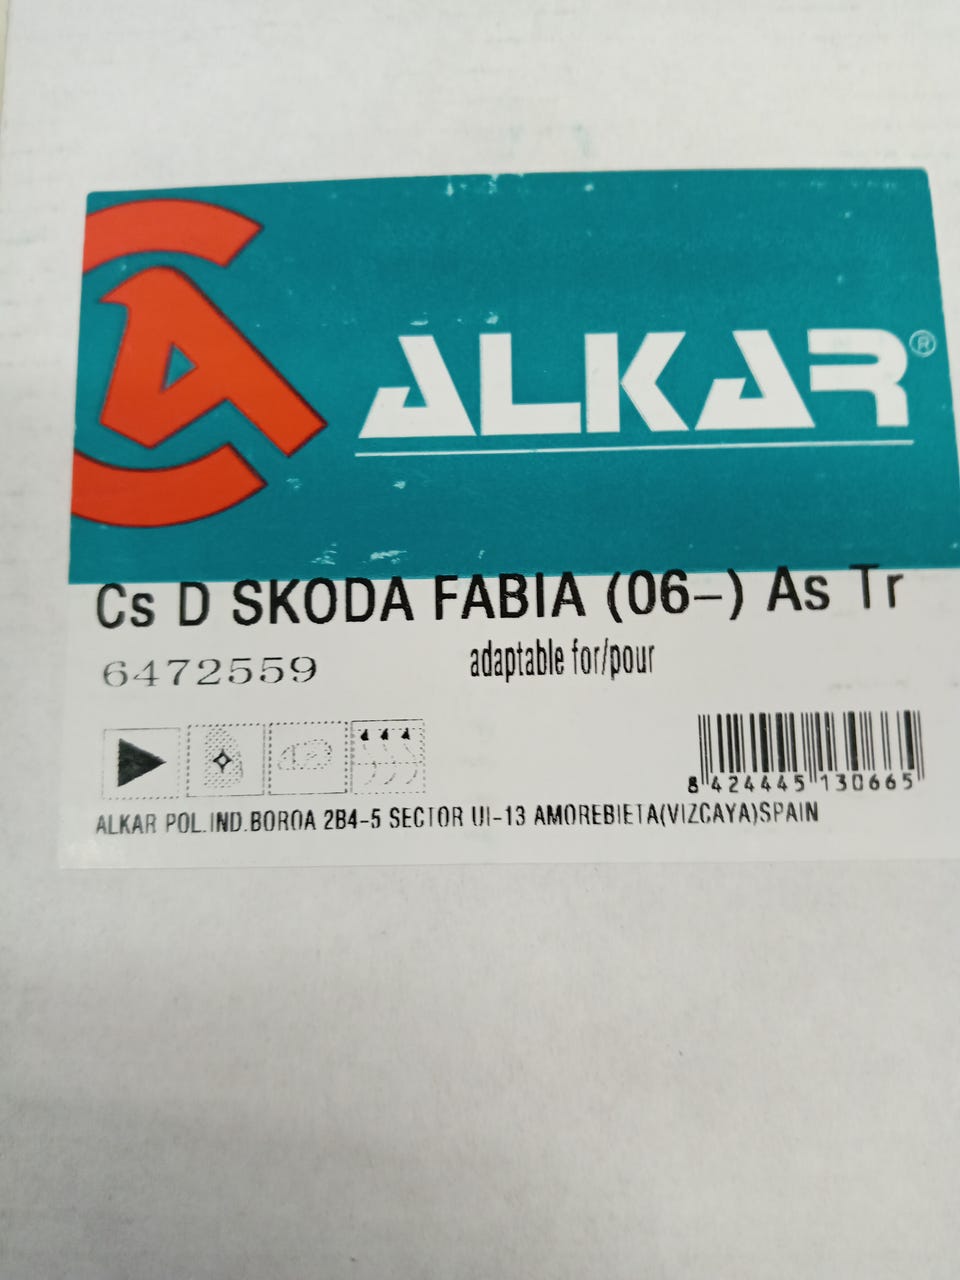 ALKAR®
Cs D SKODA FABIA (06-) As Tr
6472559
adaptable for/pour
8 424445 130665
ALKAR POL.IND.BOROA 2B4-5 SECTOR UI-13 AMOREBIETA(VIZCAYA)SPAIN